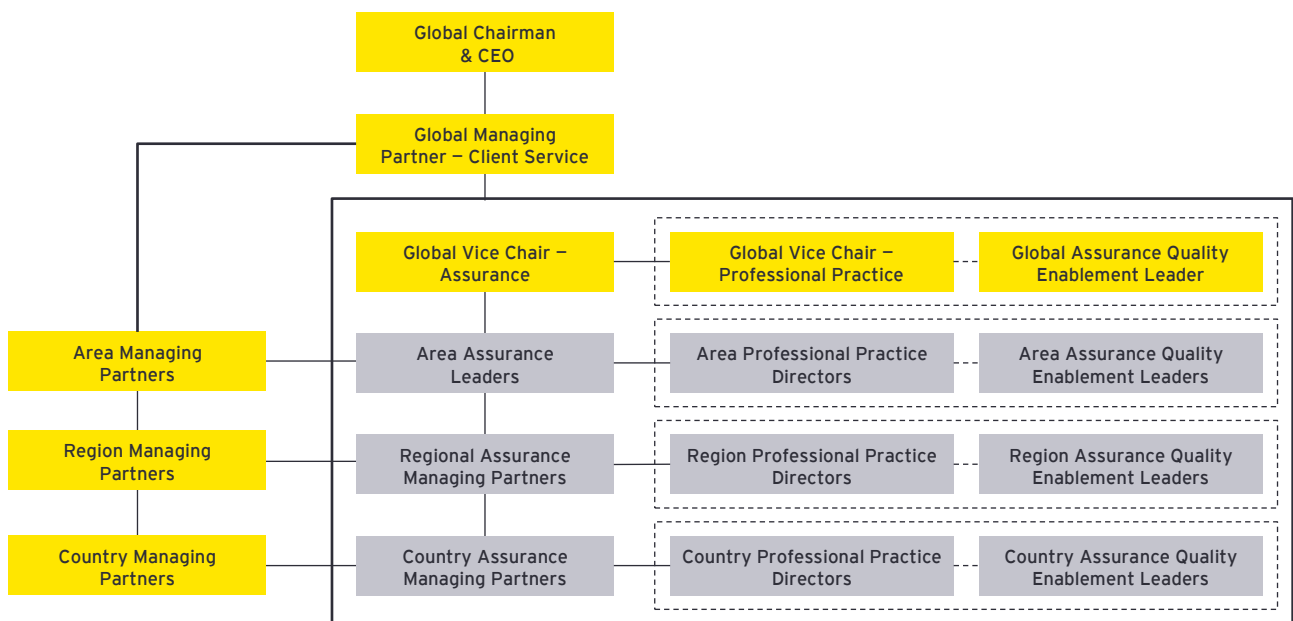 Global Chairman
& CEO
Global Managing
Partner – Client Service
Global Vice Chair –
Assurance
Global Vice Chair –
Professional Practice
Global Assurance Quality
Enablement Leader
Area Managing
Partners
Area Assurance
Leaders
Area Professional Practice
Directors
Area Assurance Quality
Enablement Leaders
Region Managing
Partners
Regional Assurance
Managing Partners
Region Professional Practice
Directors
Region Assurance Quality
Enablement Leaders
Country Managing
Partners
Country Assurance
Managing Partners
Country Professional Practice
Directors
Country Assurance Quality
Enablement Leaders